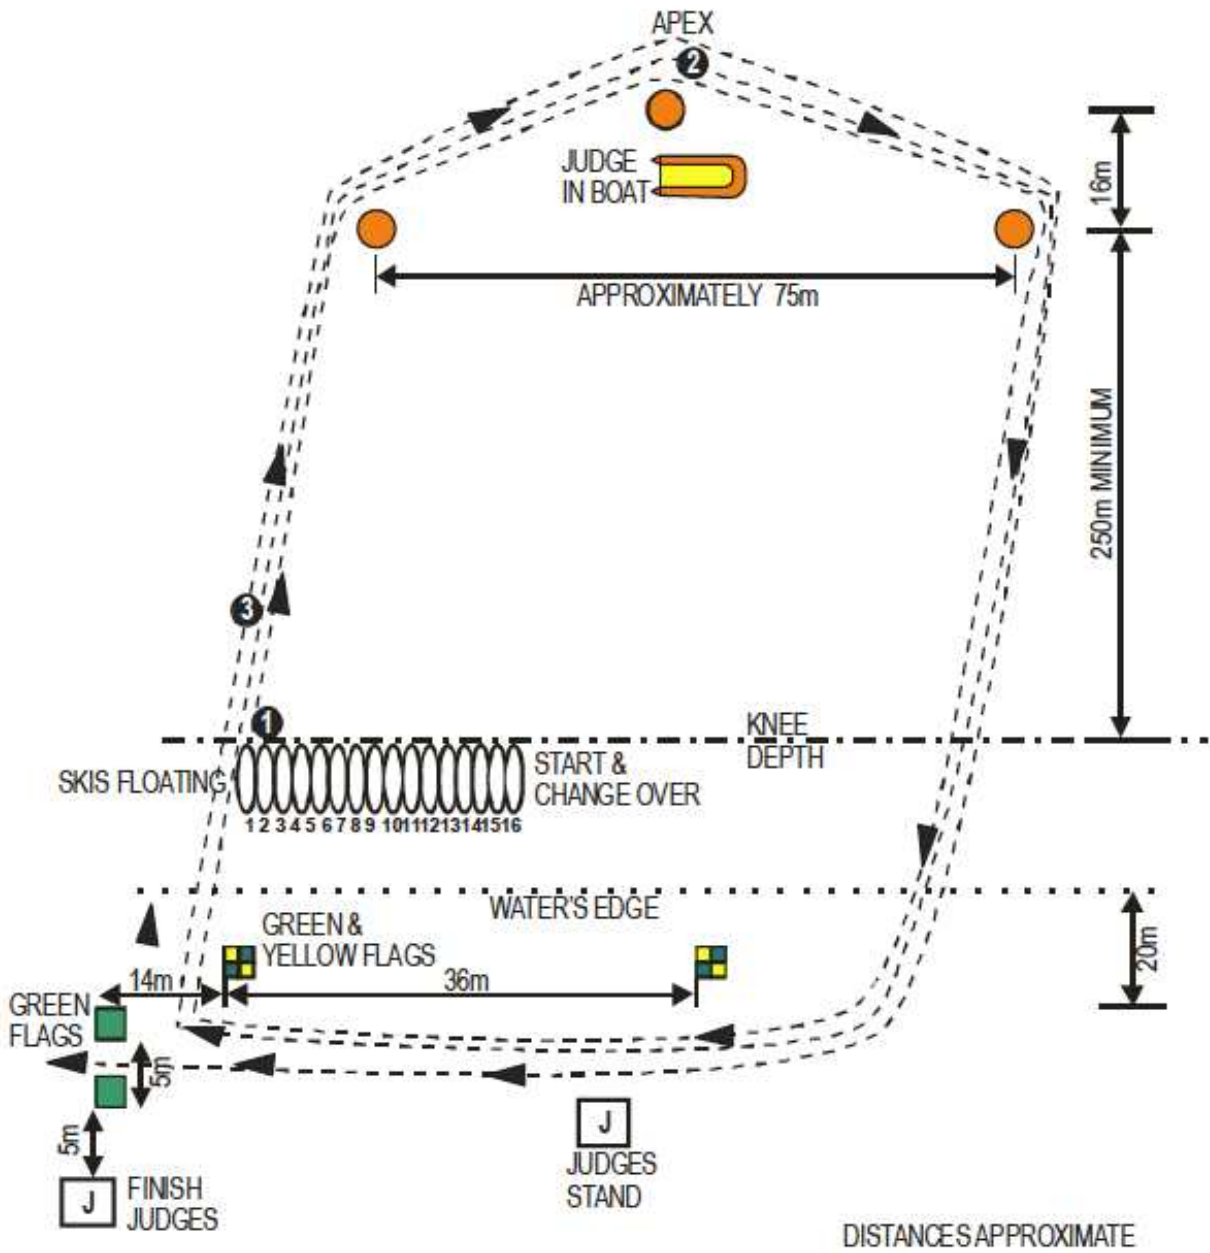 APEX
2
JUDGE
IN BOAT
16m
APPROXIMATELY 75m
250m MINIMUM
3
1
KNEE
DEPTH
SKIS FLOATING
START &
CHANGE OVER
1 2 3 4 5 6 7 8 9 10 11 12 13 14 15 16
WATER'S EDGE
GREEN &
YELLOW FLAGS
14m
36m
20m
GREEN
FLAGS
5m
5m
J
JUDGES
STAND
J
FINISH
JUDGES
DISTANCES APPROXIMATE